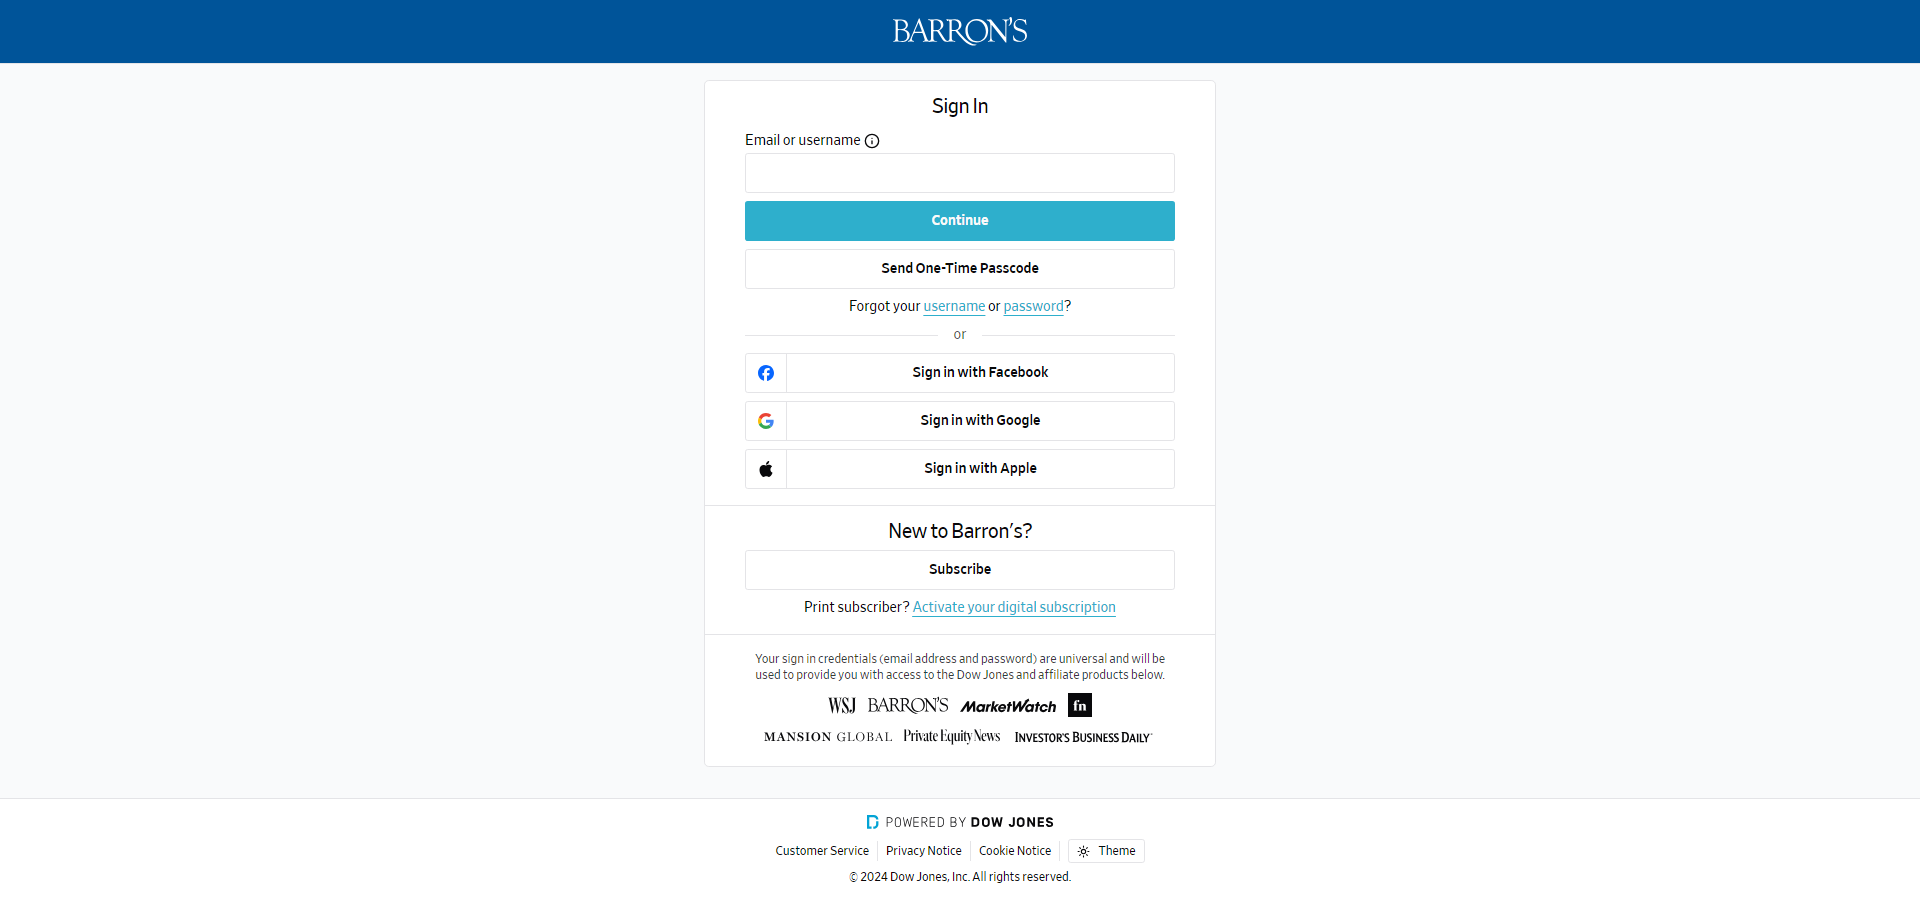 BARRON'S
Sign In
Email or username
Continue
Send One-Time Passcode
Forgot your username or password?
or
Sign in with Facebook
Sign in with Google
Sign in with Apple
New to Barron’s?
Subscribe
Print subscriber? Activate your digital subscription
Your sign in credentials (email address and password) are universal and will be
used to provide you with access to the Dow Jones and affiliate products below.
WSJ BARRON'S MarketWatch fn
MANSION GLOBAL Private Equity News INVESTOR'S BUSINESS DAILY
POWERED BY DOW JONES
Customer Service Privacy Notice Cookie Notice Theme
© 2024 Dow Jones, Inc. All rights reserved.